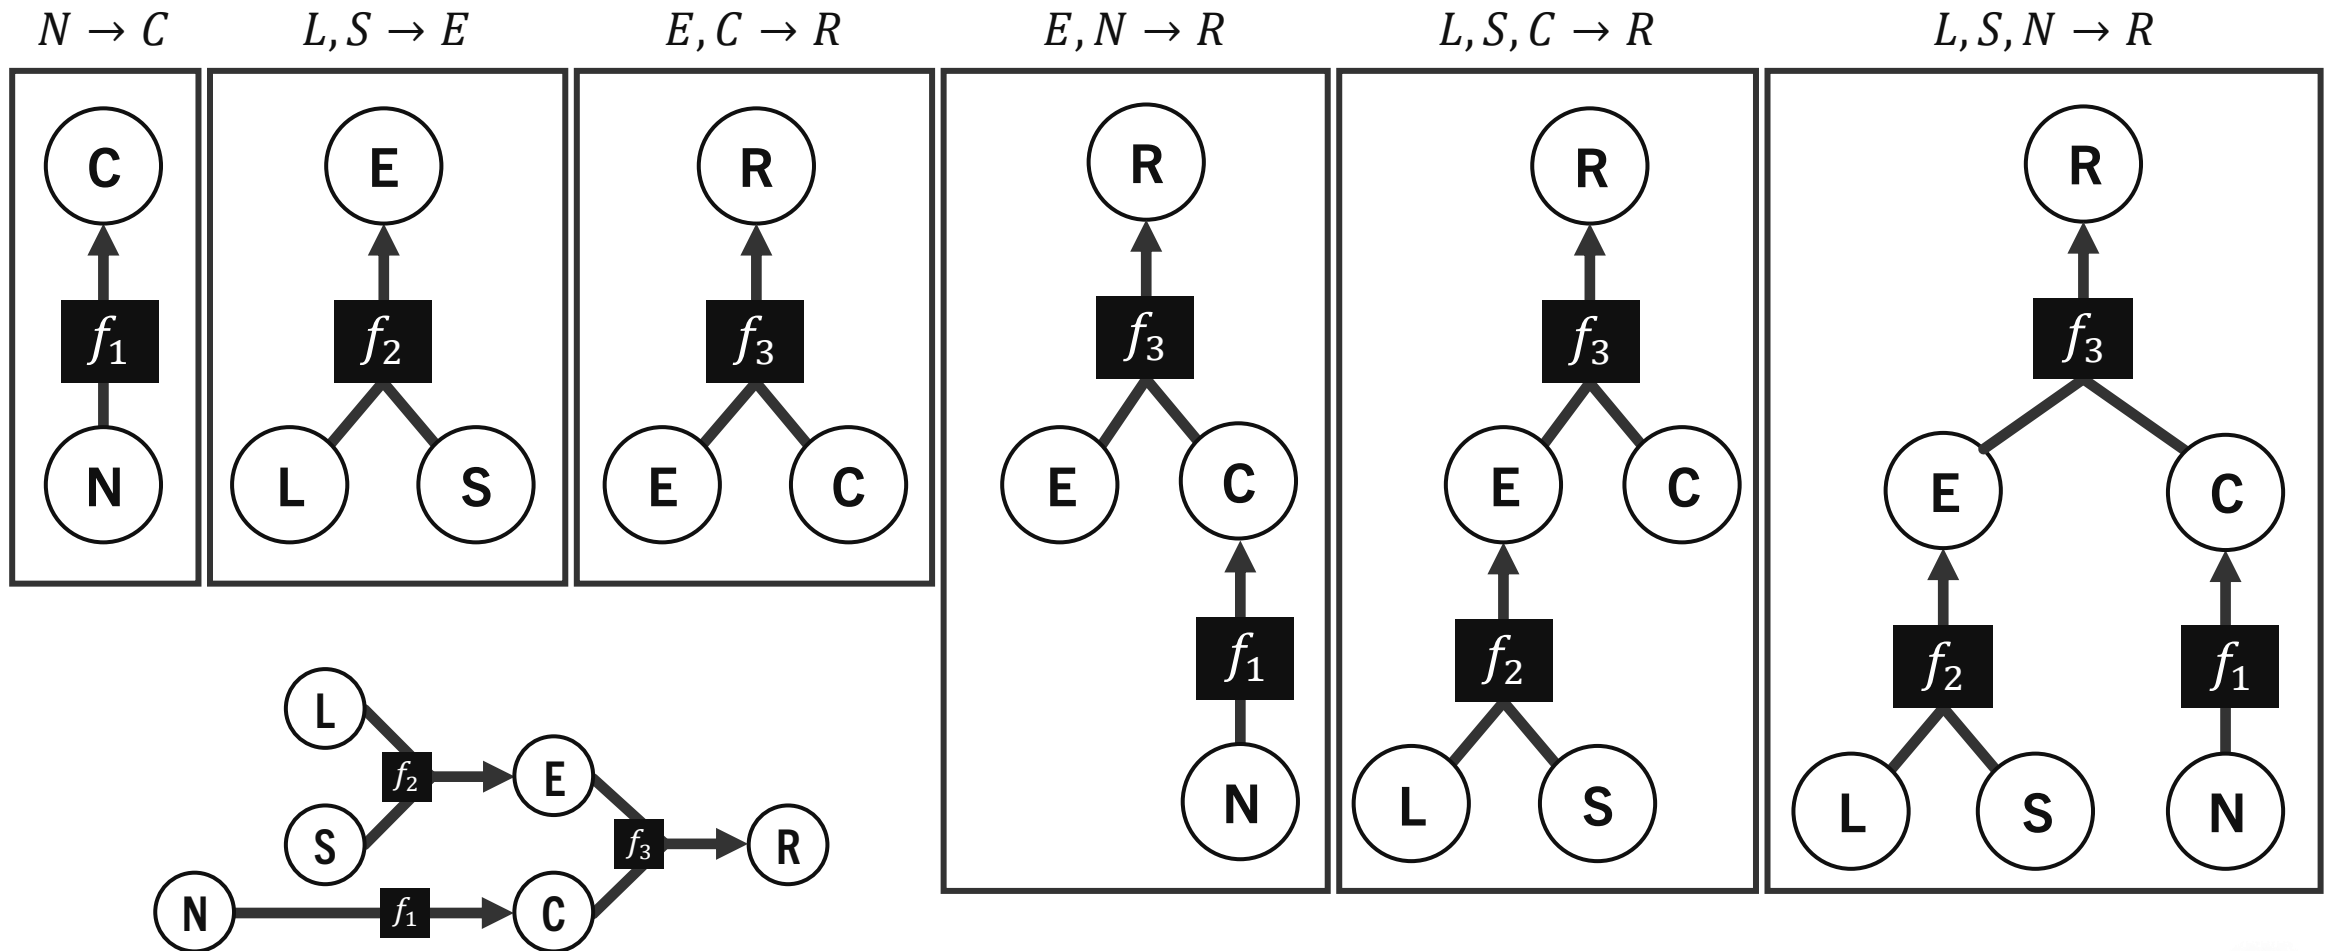 N → C
L, S → E
E, C → R
E, N → R
L, S, C → R
L, S, N → R
C
f₁
N
E
f₂
L S
R
f₃
E C
R
f₃
E C
f₁
N
R
f₃
E C
f₂
L S
R
f₃
E C
f₂ f₁
L S N
L
f₂ E
S f₃ R
N f₁ C